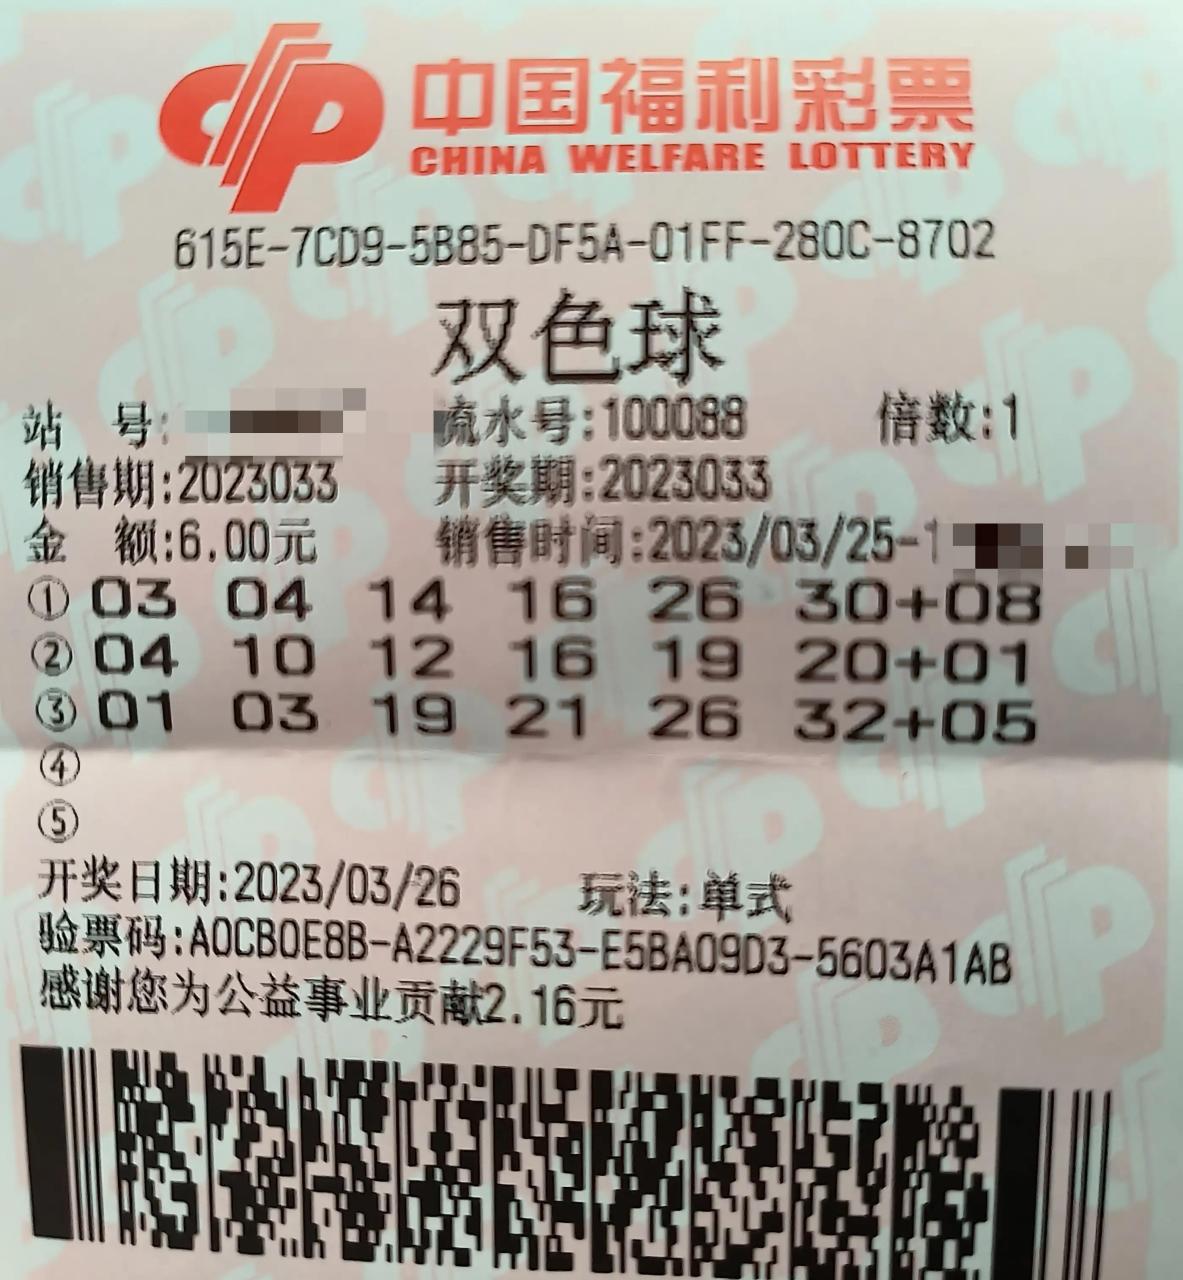 中国福利彩票
CHINA WELFARE LOTTERY
615E-7CD9-5B85-DF5A-01FF-280C-8702
双色球
站 号: 流水号:100088 倍数:1
销售期:2023033 开奖期:2023033
金 额:6.00元 销售时间:2023/03/25-1
① 03 04 14 16 26 30+08
② 04 10 12 16 19 20+01
③ 01 03 19 21 26 32+05
④
⑤
开奖日期:2023/03/26 玩法:单式
验票码:A0CB0E8B-A2229F53-E5BA09D3-5603A1AB
感谢您为公益事业贡献2.16元